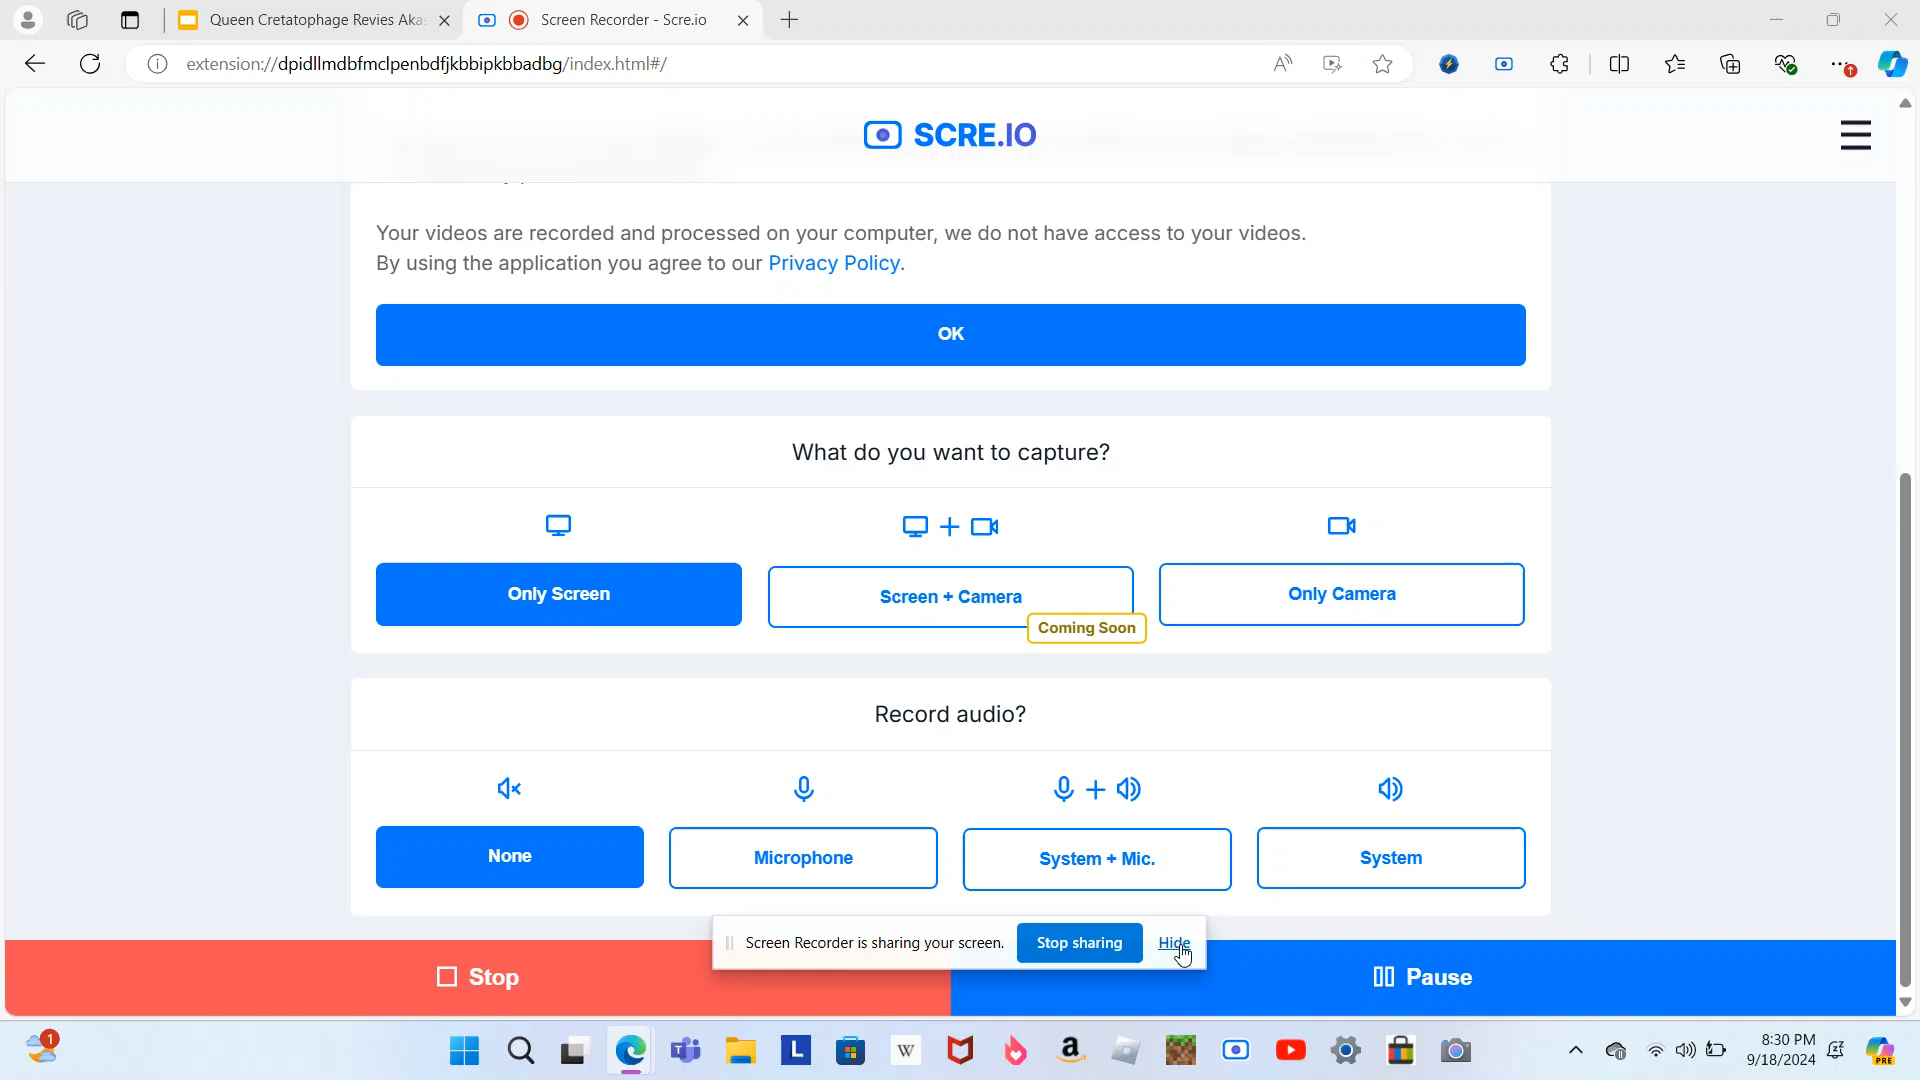 Queen Cretatophage Revies Aka
Screen Recorder - Scre.io
extension://dpidllmdbfmclpenbdfjkbbipkbbadbg/index.html#/
SCRE.IO
Your videos are recorded and processed on your computer, we do not have access to your videos.
By using the application you agree to our Privacy Policy.
OK
What do you want to capture?
Only Screen
Screen + Camera
Only Camera
Coming Soon
Record audio?
None
Microphone
System + Mic.
System
Screen Recorder is sharing your screen.
Stop sharing
Hide
Stop
Pause
1
L
W
a
8:30 PM
9/18/2024
PRE